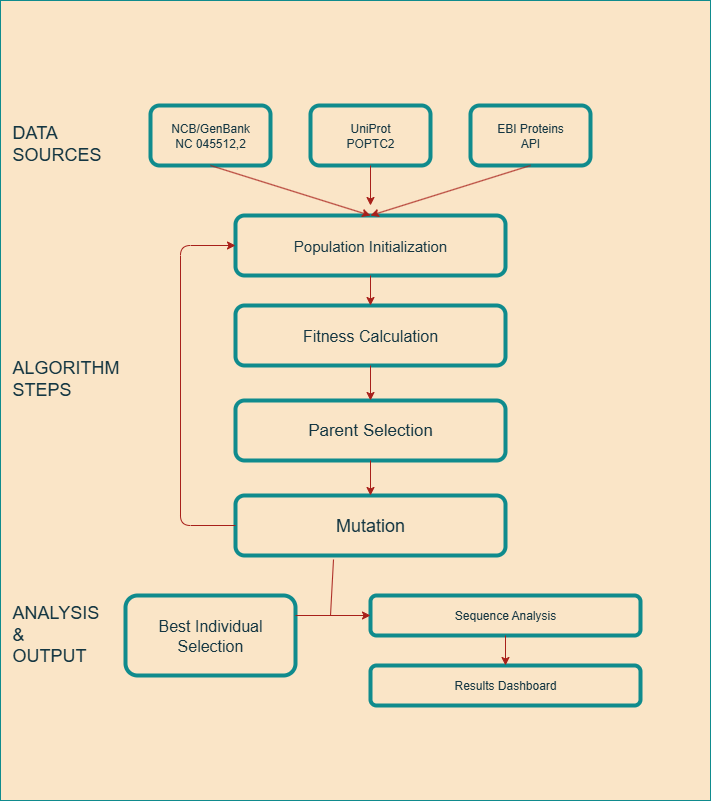 DATA
SOURCES
NCB/GenBank
NC 045512,2
UniProt
POPTC2
EBI Proteins
API
Population Initialization
Fitness Calculation
ALGORITHM
STEPS
Parent Selection
Mutation
ANALYSIS
&
OUTPUT
Best Individual
Selection
Sequence Analysis
Results Dashboard